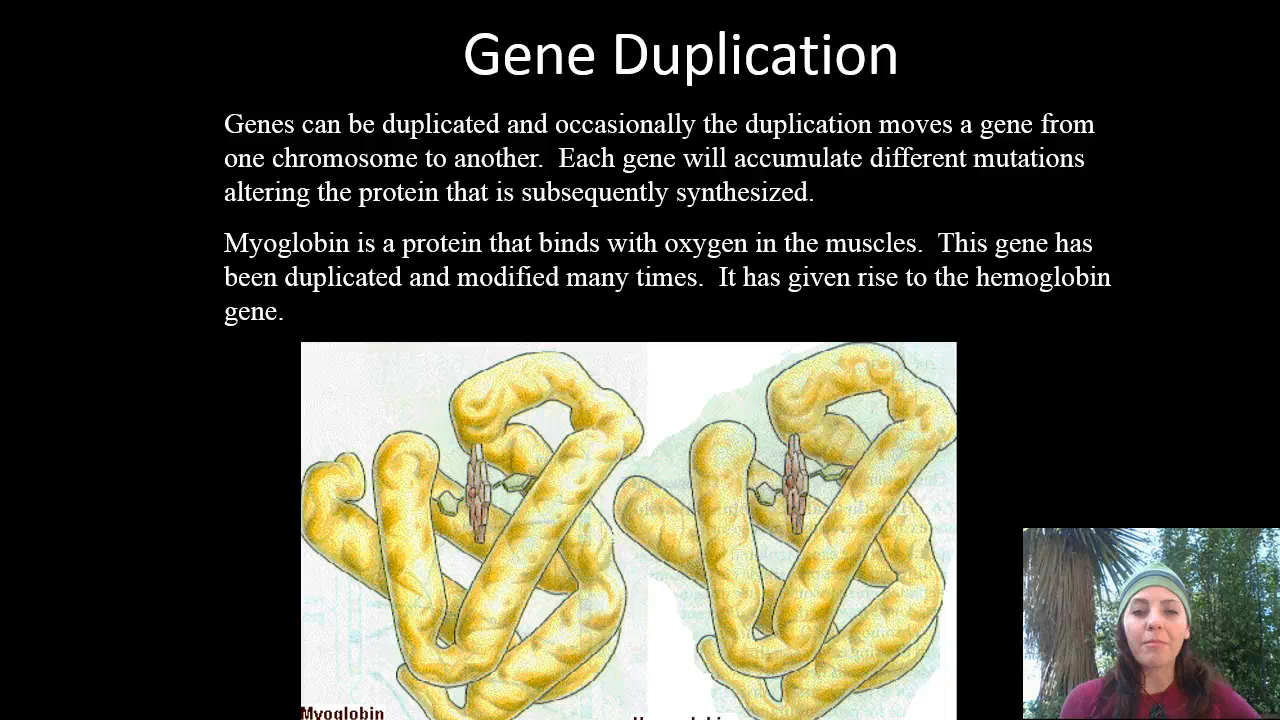 Gene Duplication
Genes can be duplicated and occasionally the duplication moves a gene from
one chromosome to another.  Each gene will accumulate different mutations
altering the protein that is subsequently synthesized.
Myoglobin is a protein that binds with oxygen in the muscles.  This gene has
been duplicated and modified many times.  It has given rise to the hemoglobin
gene.
Myoglobin